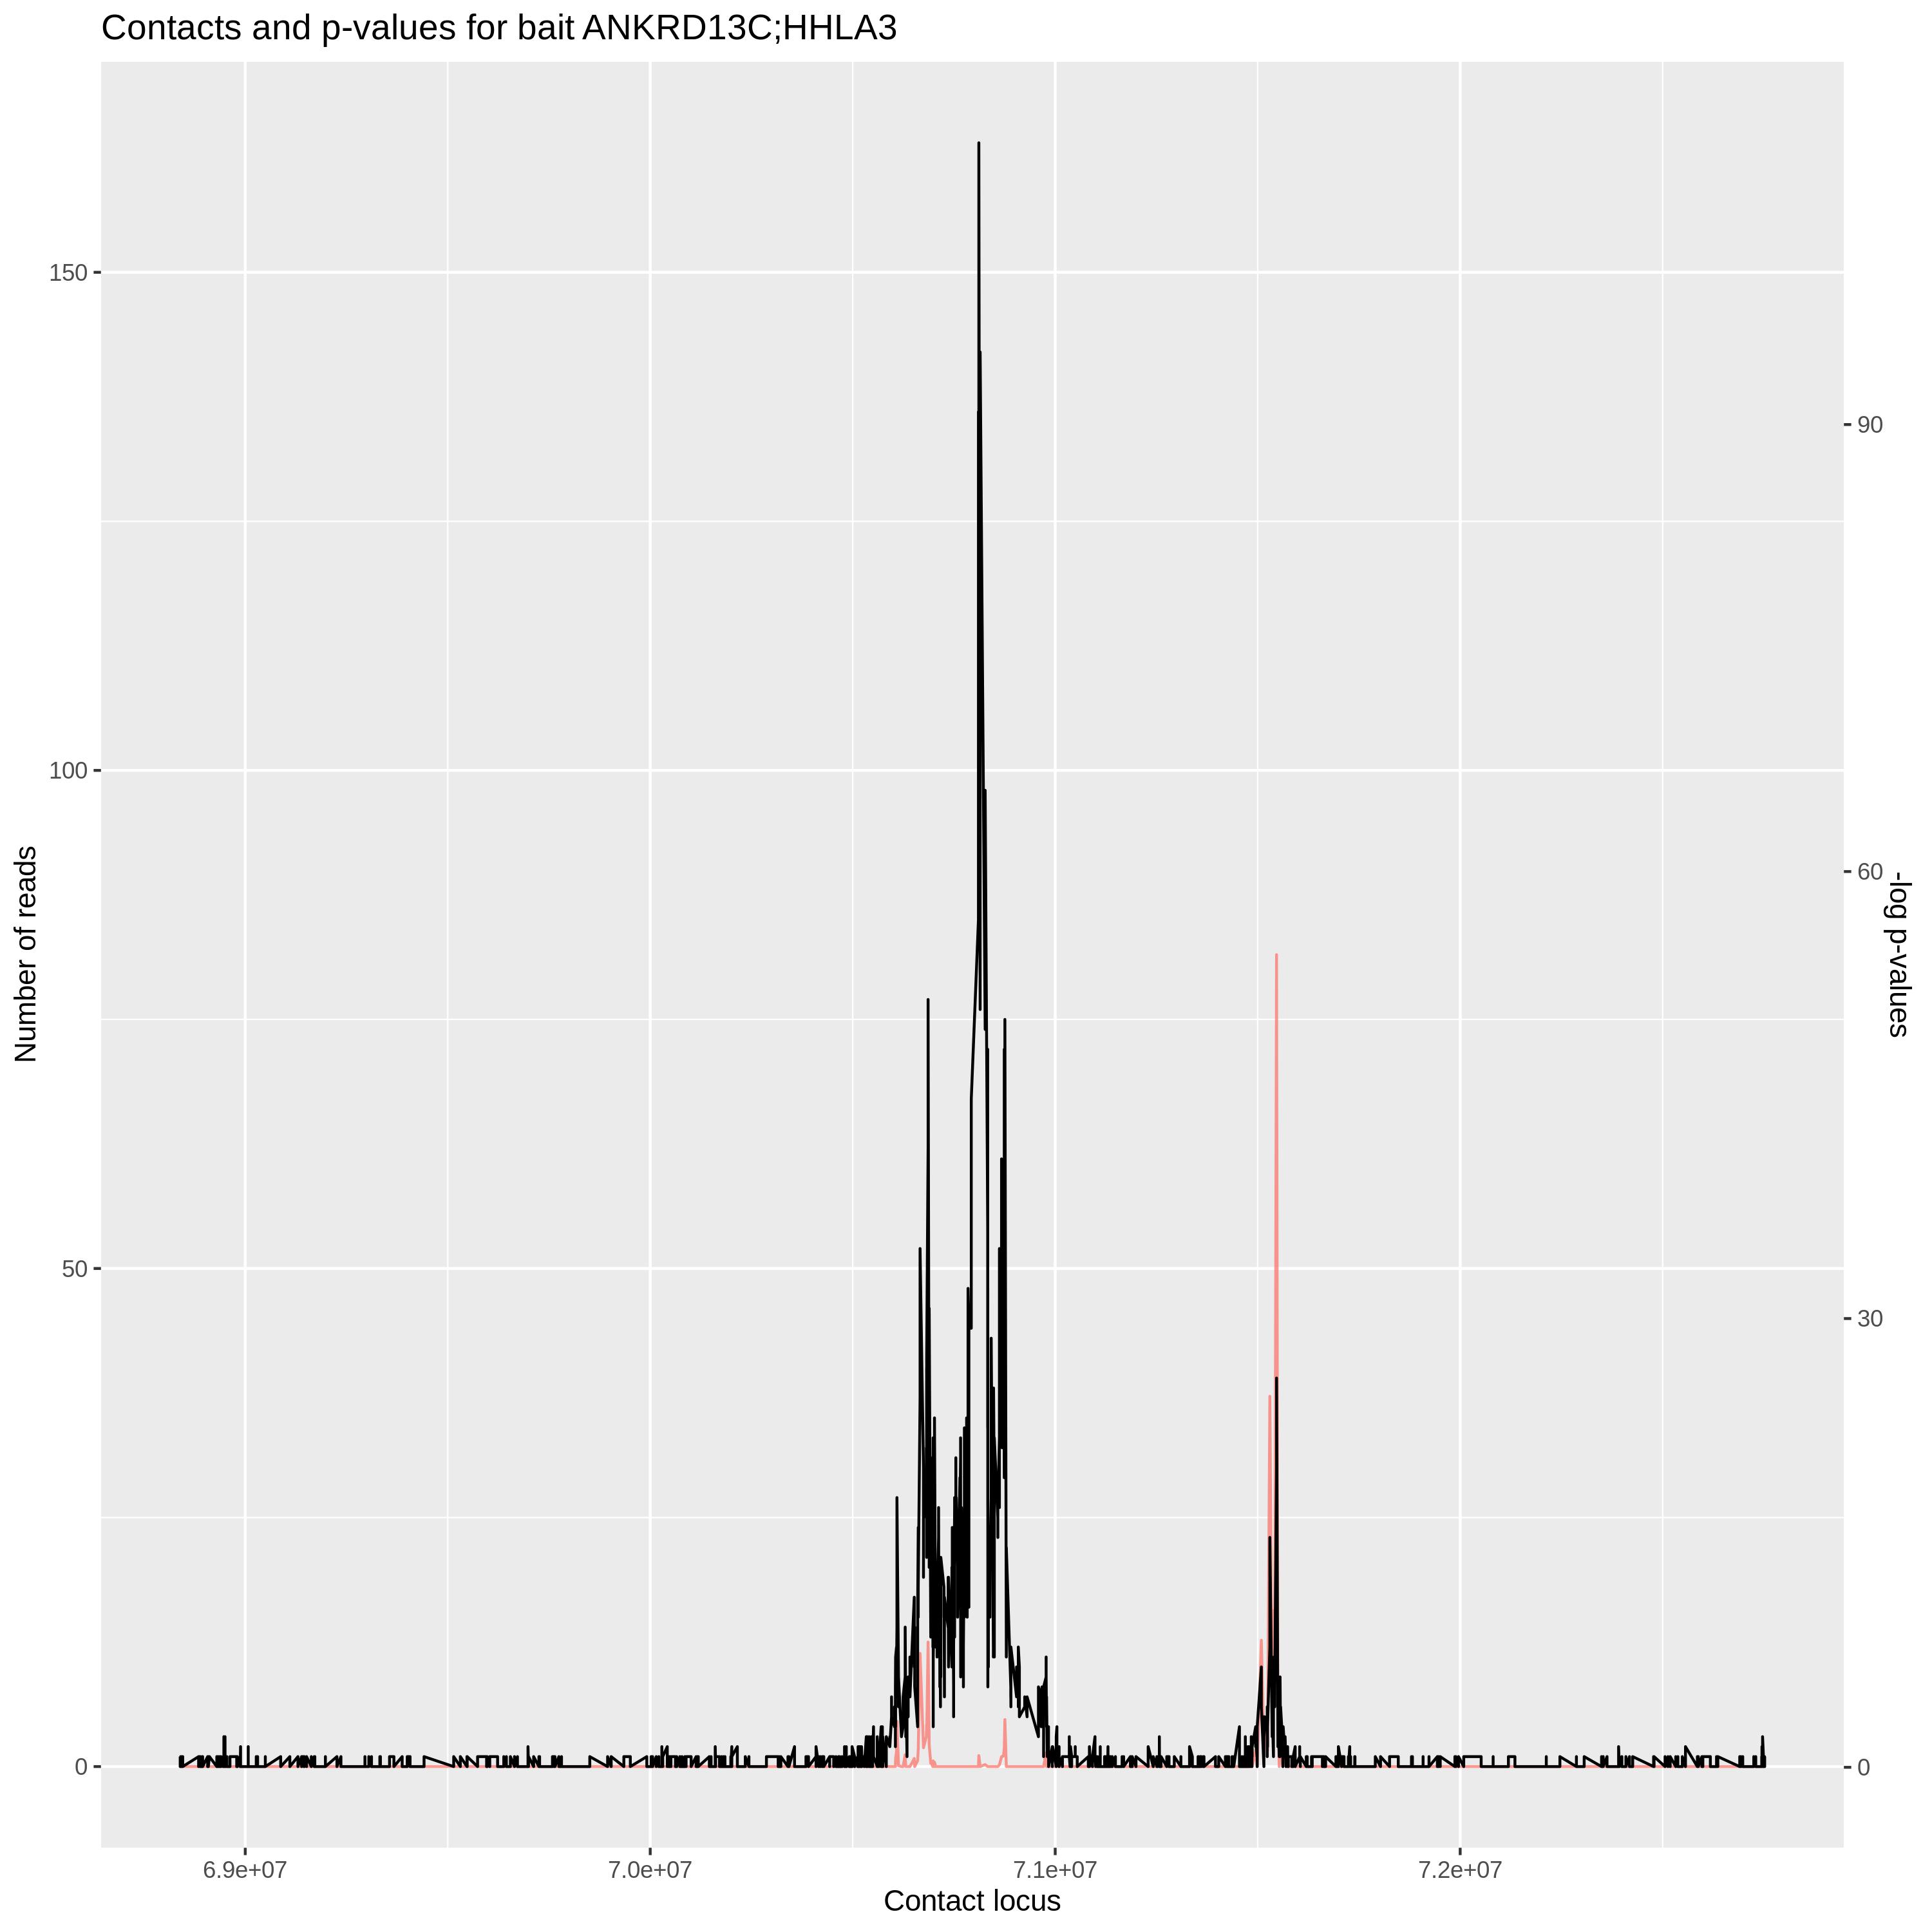 Contacts and p-values for bait ANKRD13C;HHLA3
150
100
50
0
Number of reads
90
60
30
0
-log p-values
6.9e+07
7.0e+07
7.1e+07
7.2e+07
Contact locus